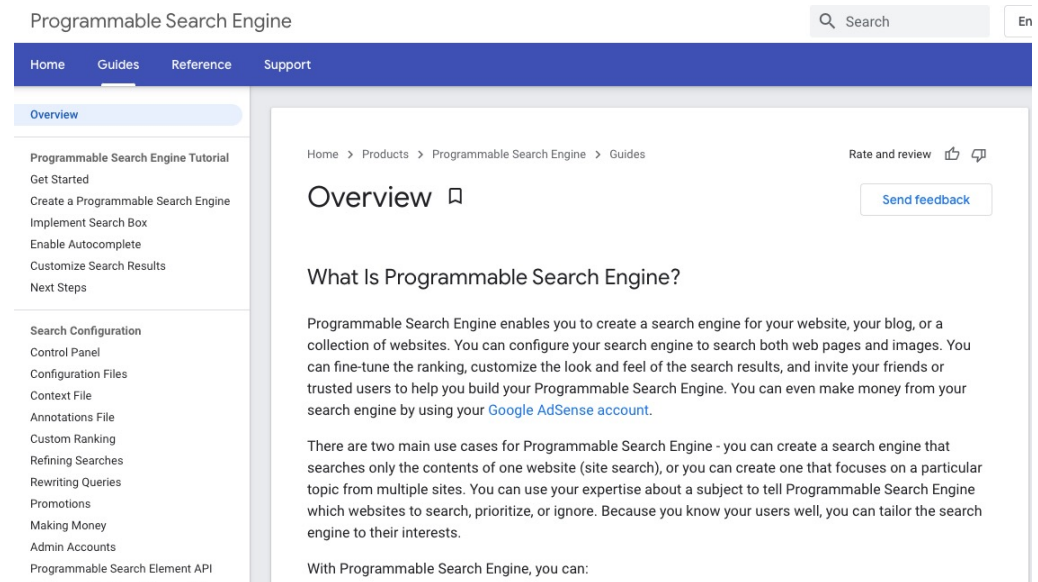 Programmable Search Engine
Search
En
Home
Guides
Reference
Support
Overview
Programmable Search Engine Tutorial
Get Started
Create a Programmable Search Engine
Implement Search Box
Enable Autocomplete
Customize Search Results
Next Steps
Search Configuration
Control Panel
Configuration Files
Context File
Annotations File
Custom Ranking
Refining Searches
Rewriting Queries
Promotions
Making Money
Admin Accounts
Programmable Search Element API
Home > Products > Programmable Search Engine > Guides
Rate and review
Overview
Send feedback
What Is Programmable Search Engine?
Programmable Search Engine enables you to create a search engine for your website, your blog, or a
collection of websites. You can configure your search engine to search both web pages and images. You
can fine-tune the ranking, customize the look and feel of the search results, and invite your friends or
trusted users to help you build your Programmable Search Engine. You can even make money from your
search engine by using your Google AdSense account.
There are two main use cases for Programmable Search Engine - you can create a search engine that
searches only the contents of one website (site search), or you can create one that focuses on a particular
topic from multiple sites. You can use your expertise about a subject to tell Programmable Search Engine
which websites to search, prioritize, or ignore. Because you know your users well, you can tailor the search
engine to their interests.
With Programmable Search Engine, you can: